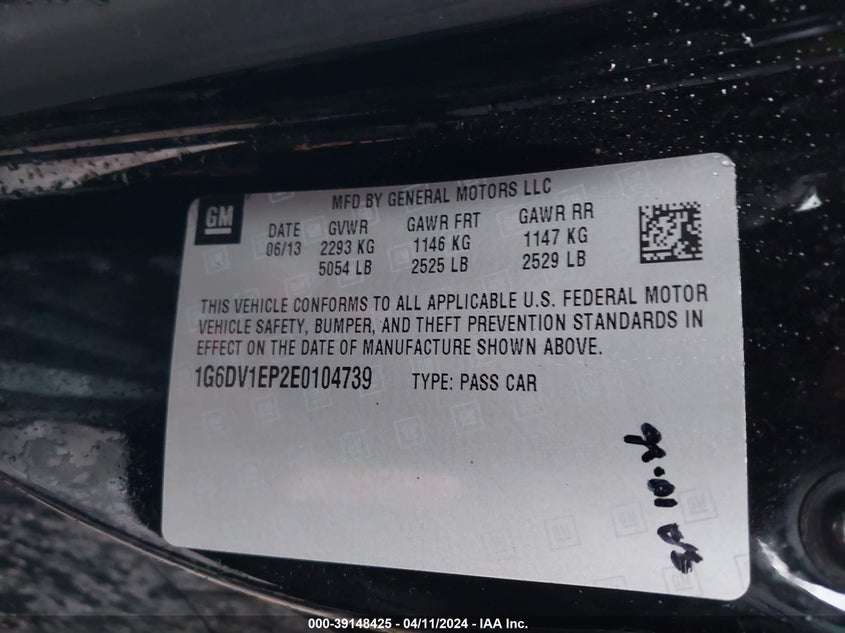 GM
MFD BY GENERAL MOTORS LLC
DATE GVWR GAWR FRT GAWR RR
06/13 2293 KG 1146 KG 1147 KG
5054 LB 2525 LB 2529 LB
THIS VEHICLE CONFORMS TO ALL APPLICABLE U.S. FEDERAL MOTOR
VEHICLE SAFETY, BUMPER, AND THEFT PREVENTION STANDARDS IN
EFFECT ON THE DATE OF MANUFACTURE SHOWN ABOVE.
1G6DV1EP2E0104739 TYPE: PASS CAR
000-39148425 - 04/11/2024 - IAA Inc.